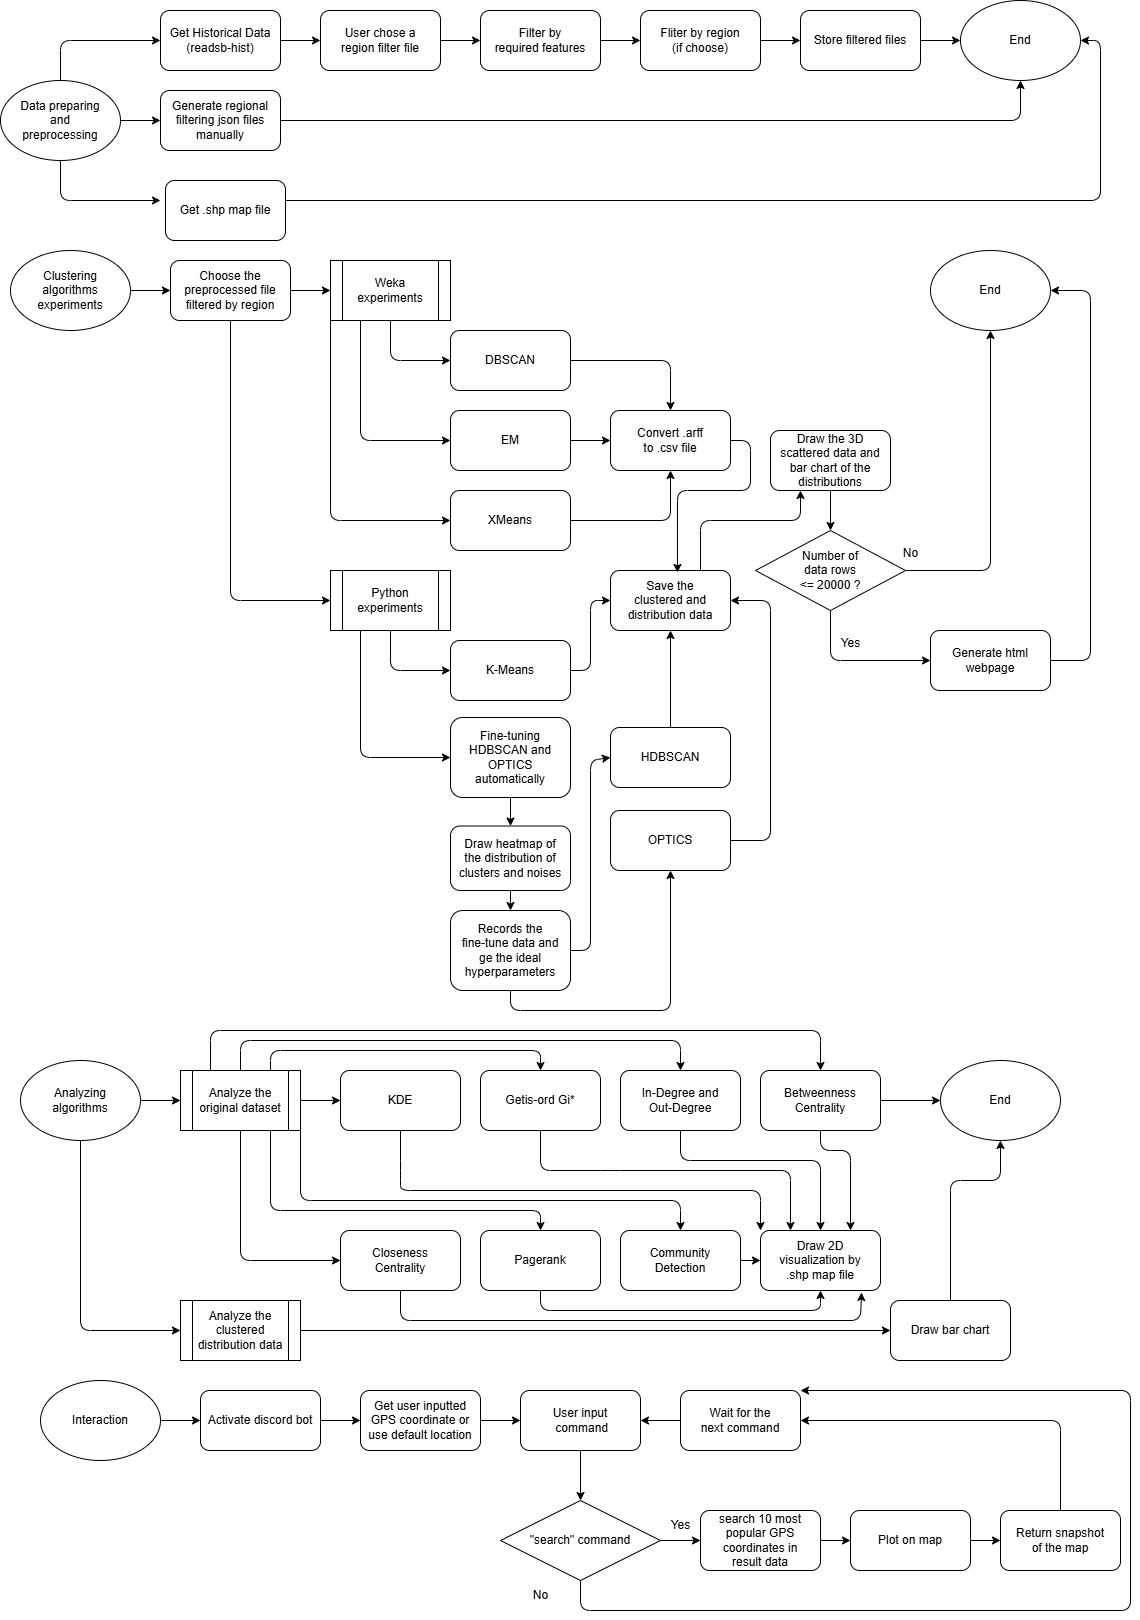 Get Historical Data
(readsb-hist)
User chose a
region filter file
Filter by
required features
Fliter by region
(if choose)
Store filtered files
End
Data preparing
and
preprocessing
Generate regional
filtering json files
manually
Get .shp map file
Clustering
algorithms
experiments
Choose the
preprocessed file
filtered by region
Weka
experiments
End
DBSCAN
EM
Convert .arff
to .csv file
Draw the 3D
scattered data and
bar chart of the
distributions
XMeans
Number of
data rows
<= 20000 ?
No
Yes
Python
experiments
Save the
clustered and
distribution data
K-Means
Generate html
webpage
Fine-tuning
HDBSCAN and
OPTICS
automatically
HDBSCAN
Draw heatmap of
the distribution of
clusters and noises
OPTICS
Records the
fine-tune data and
ge the ideal
hyperparameters
Analyzing
algorithms
Analyze the
original dataset
KDE
Getis-ord Gi*
In-Degree and
Out-Degree
Betweenness
Centrality
End
Closeness
Centrality
Pagerank
Community
Detection
Draw 2D
visualization by
.shp map file
Analyze the
clustered
distribution data
Draw bar chart
Interaction
Activate discord bot
Get user inputted
GPS coordinate or
use default location
User input
command
Wait for the
next command
"search" command
Yes
search 10 most
popular GPS
coordinates in
result data
Plot on map
Return snapshot
of the map
No